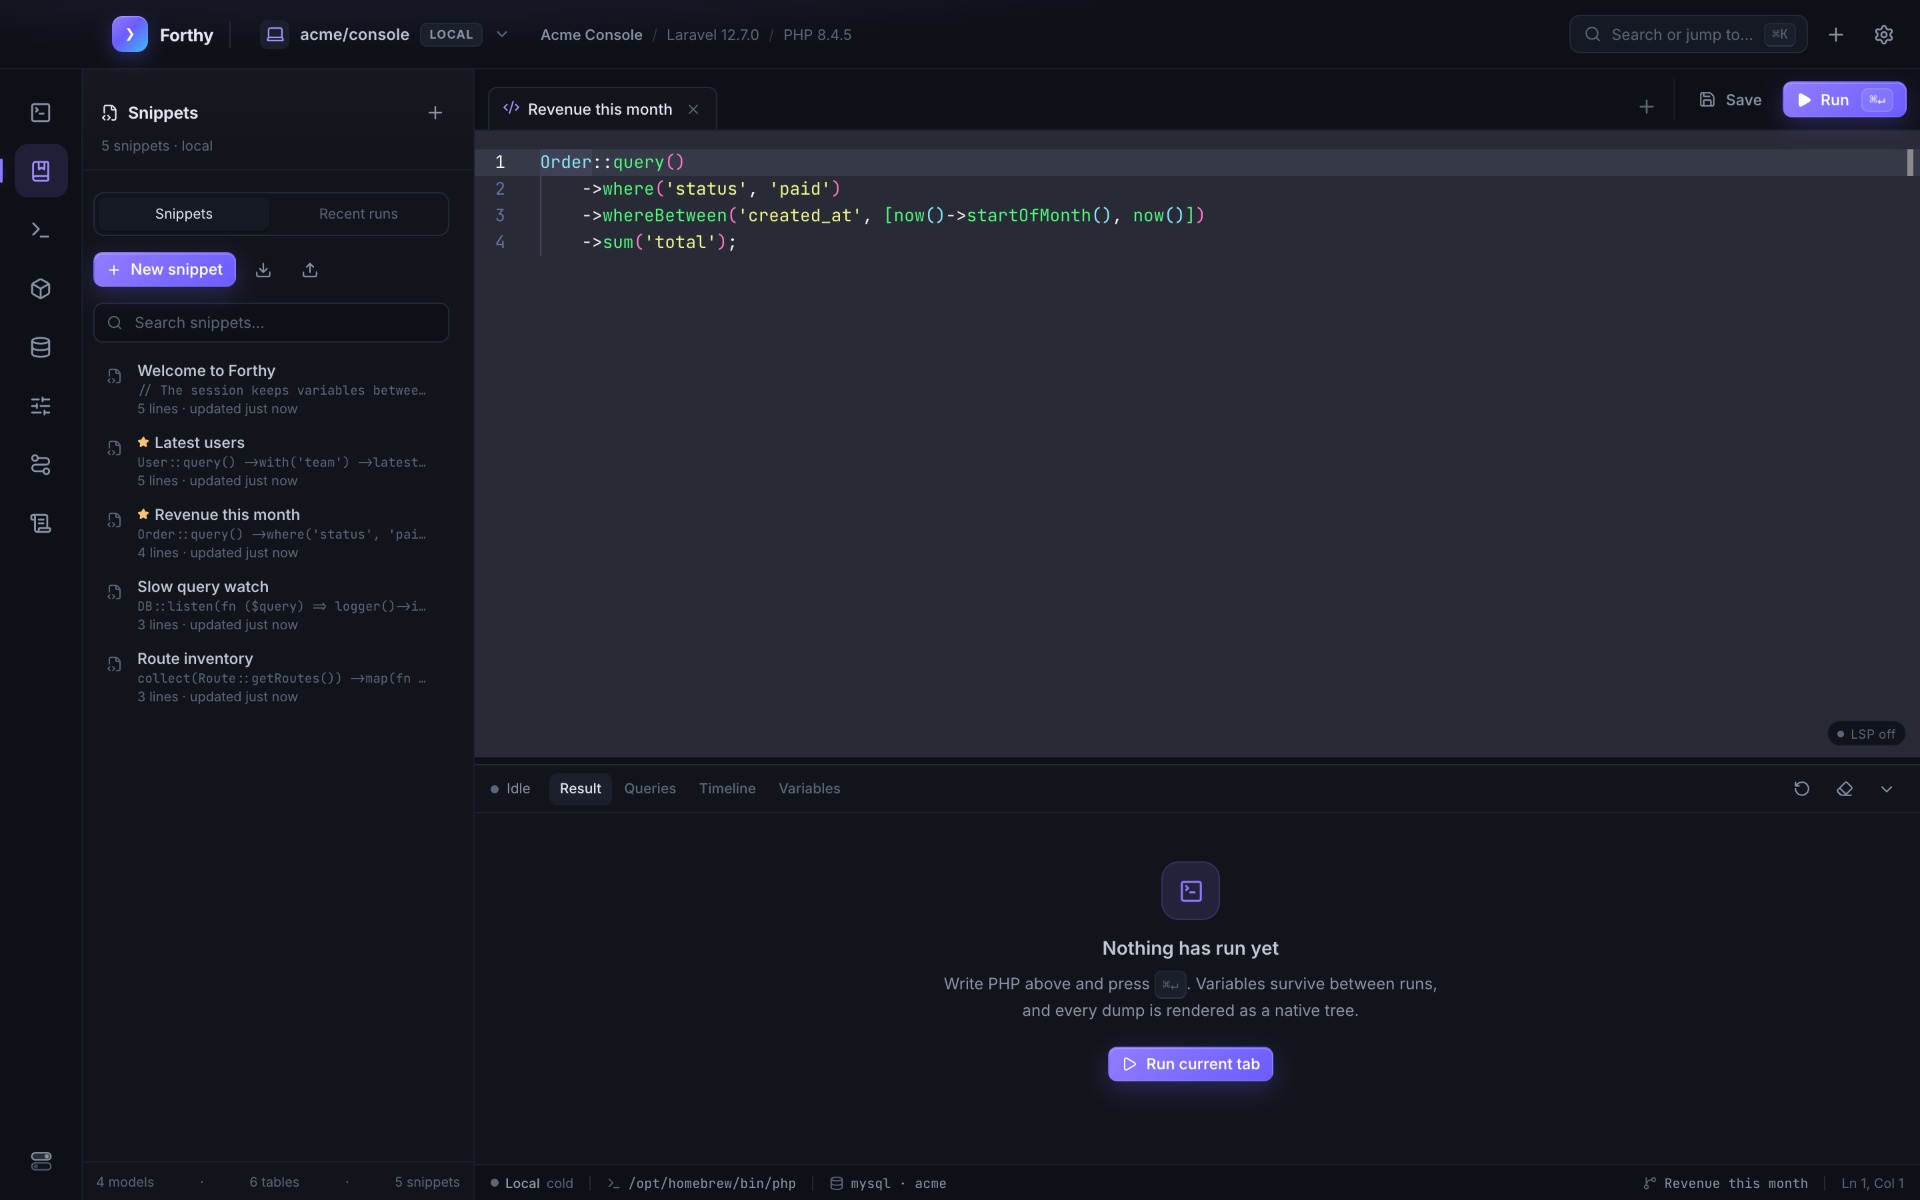 Forthy
acme/console LOCAL
Acme Console / Laravel 12.7.0 / PHP 8.4.5
Search or jump to... ⌘K
Snippets
5 snippets · local
Snippets
Recent runs
New snippet
Search snippets...
Welcome to Forthy
// The session keeps variables betwee…
5 lines · updated just now
Latest users
User::query() ->with('team') ->latest…
5 lines · updated just now
Revenue this month
Order::query() ->where('status', 'pai…
4 lines · updated just now
Slow query watch
DB::listen(fn ($query) => logger()->i…
3 lines · updated just now
Route inventory
collect(Route::getRoutes()) ->map(fn …
3 lines · updated just now
4 models · 6 tables · 5 snippets
Revenue this month
Save
Run ⌘↵
1 Order::query()
2 ->where('status', 'paid')
3 ->whereBetween('created_at', [now()->startOfMonth(), now()])
4 ->sum('total');
LSP off
Idle
Result
Queries
Timeline
Variables
Nothing has run yet
Write PHP above and press ⌘↵. Variables survive between runs,
and every dump is rendered as a native tree.
Run current tab
Local cold
/opt/homebrew/bin/php
mysql · acme
Revenue this month
Ln 1, Col 1